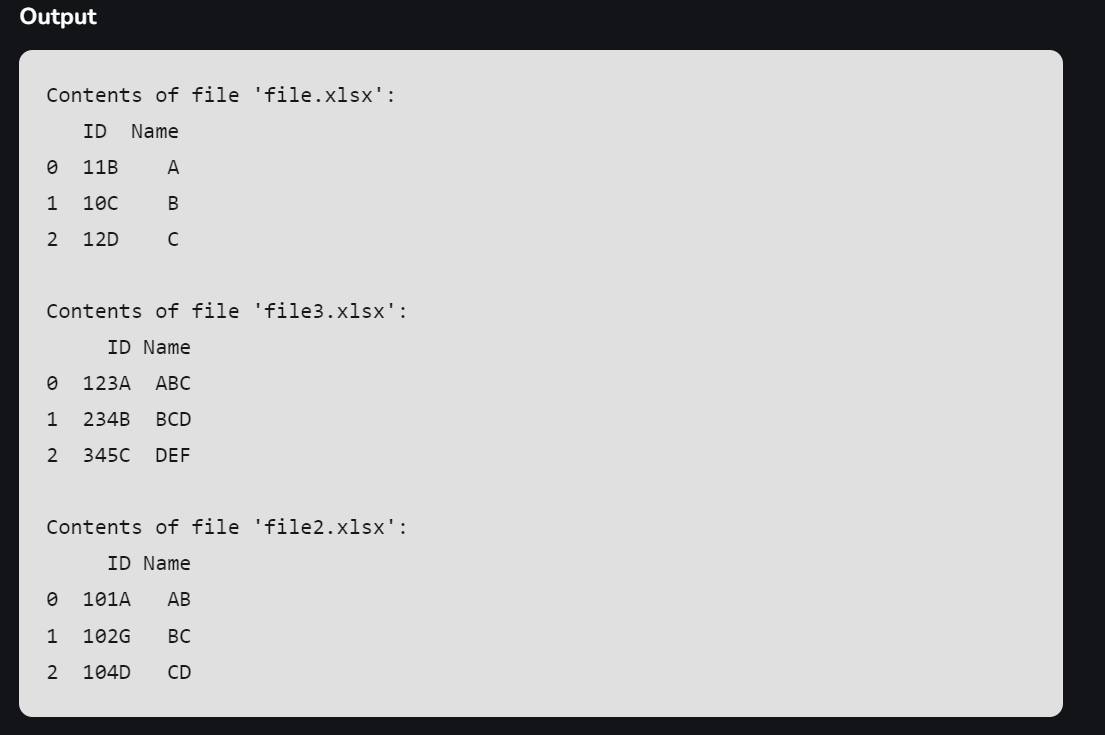 Output
Contents of file 'file.xlsx':
   ID  Name
0  11B    A
1  10C    B
2  12D    C
Contents of file 'file3.xlsx':
     ID Name
0  123A  ABC
1  234B  BCD
2  345C  DEF
Contents of file 'file2.xlsx':
     ID Name
0  101A   AB
1  102G   BC
2  104D   CD